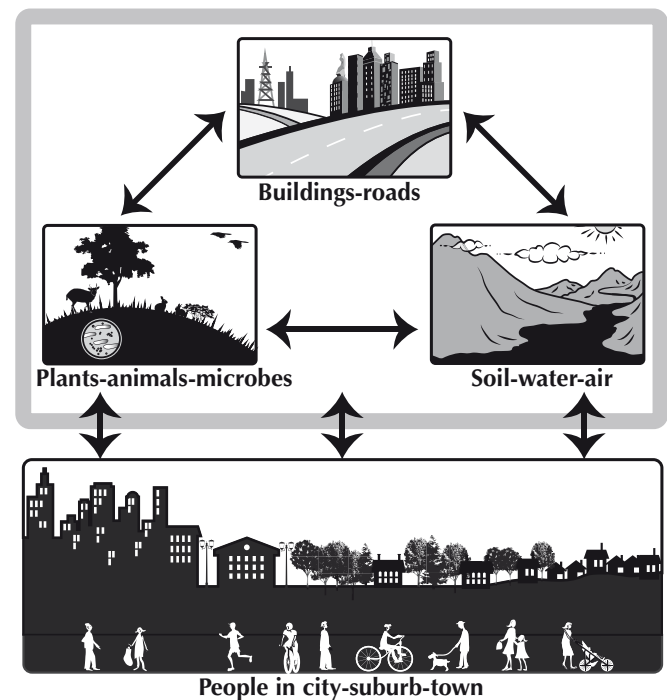 Buildings-roads
Plants-animals-microbes
Soil-water-air
People in city-suburb-town